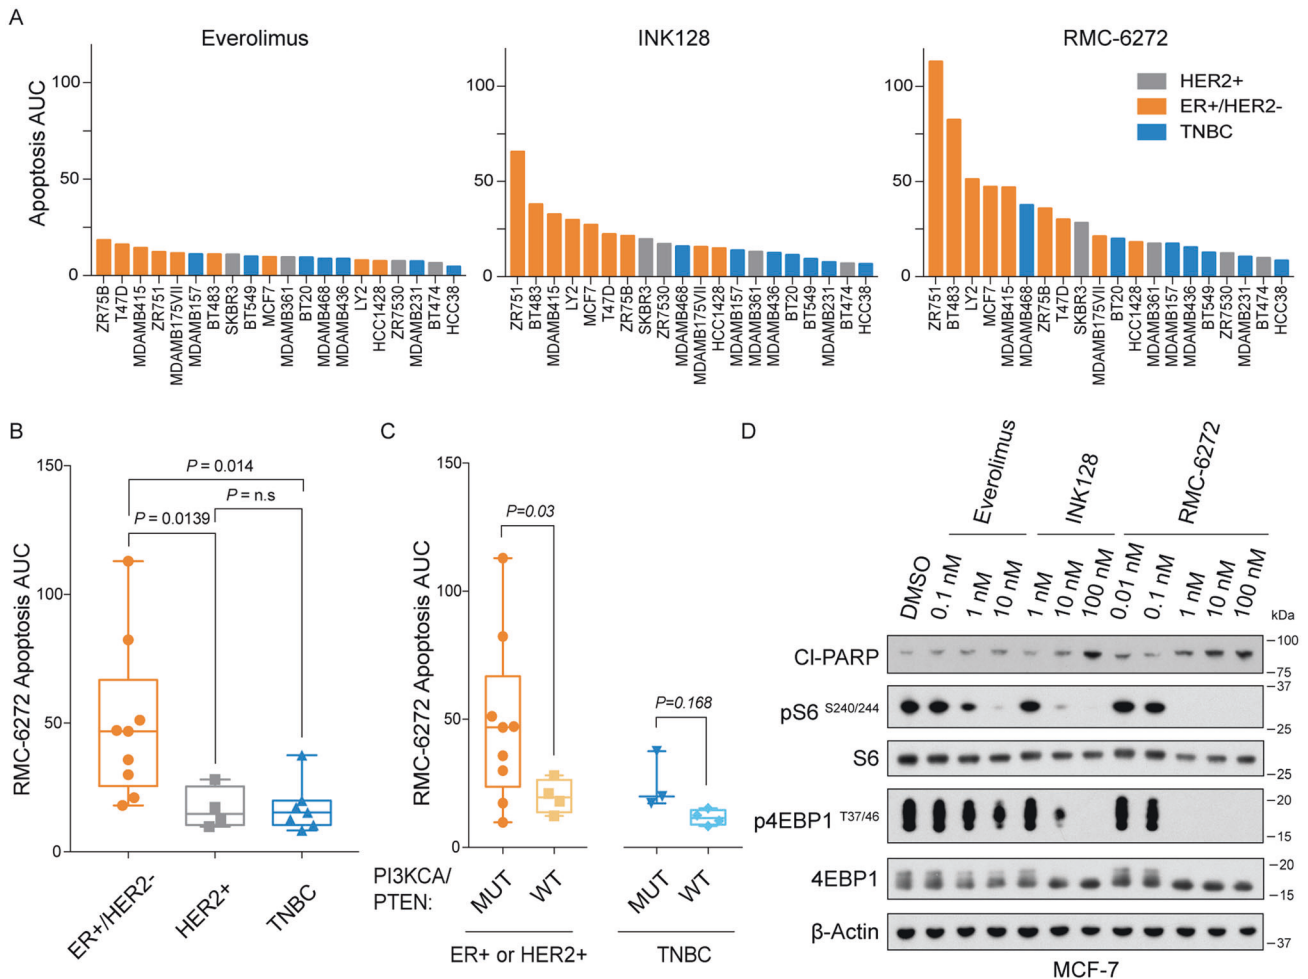 A
Everolimus
INK128
RMC-6272
Apoptosis AUC
100
50
0
ZR75B
T47D
MDAMB415
ZR751
MDAMB175VII
MDAMB157
BT483
SKBR3
BT549
MCF7
MDAMB361
BT20
MDAMB468
MDAMB436
LY2
HCC1428
ZR7530
MDAMB231
BT474
HCC38
100
50
0
ZR751
BT483
MDAMB415
LY2
MCF7
T47D
ZR75B
SKBR3
ZR7530
MDAMB468
MDAMB175VII
HCC1428
MDAMB157
MDAMB361
MDAMB436
BT20
BT549
MDAMB231
BT474
HCC38
100
50
0
ZR751
BT483
LY2
MCF7
MDAMB415
MDAMB468
ZR75B
T47D
SKBR3
MDAMB175VII
BT20
HCC1428
MDAMB361
MDAMB157
MDAMB436
BT549
ZR7530
MDAMB231
BT474
HCC38
HER2+
ER+/HER2-
TNBC
B
RMC-6272 Apoptosis AUC
150
100
50
0
P = 0.014
P = n.s
P = 0.0139
ER+/HER2-
HER2+
TNBC
C
RMC-6272 Apoptosis AUC
150
100
50
0
P=0.03
P=0.168
PI3KCA/
PTEN:
MUT
WT
MUT
WT
ER+ or HER2+
TNBC
D
Everolimus
INK128
RMC-6272
DMSO
0.1 nM
1 nM
10 nM
1 nM
10 nM
100 nM
0.01 nM
0.1 nM
1 nM
10 nM
100 nM
kDa
Cl-PARP
100
75
pS6 S240/244
37
25
S6
25
p4EBP1 T37/46
20
15
4EBP1
20
15
β-Actin
37
MCF-7